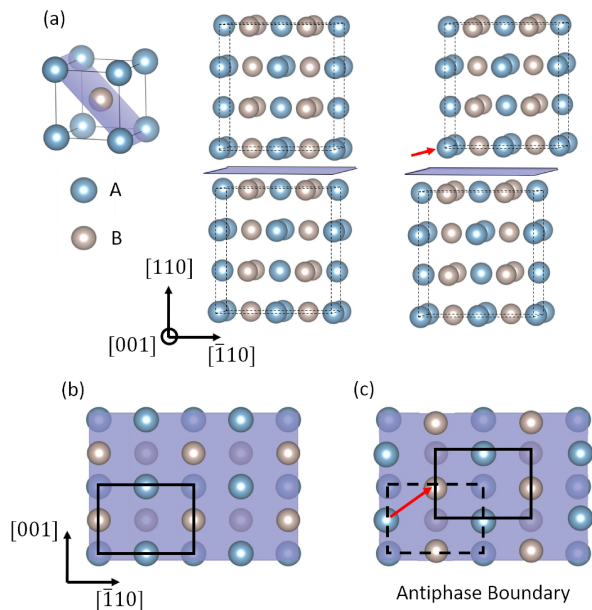 (a)
A
B
[110]
[001]
[1̄10]
(b)
(c)
[001]
[1̄10]
Antiphase Boundary